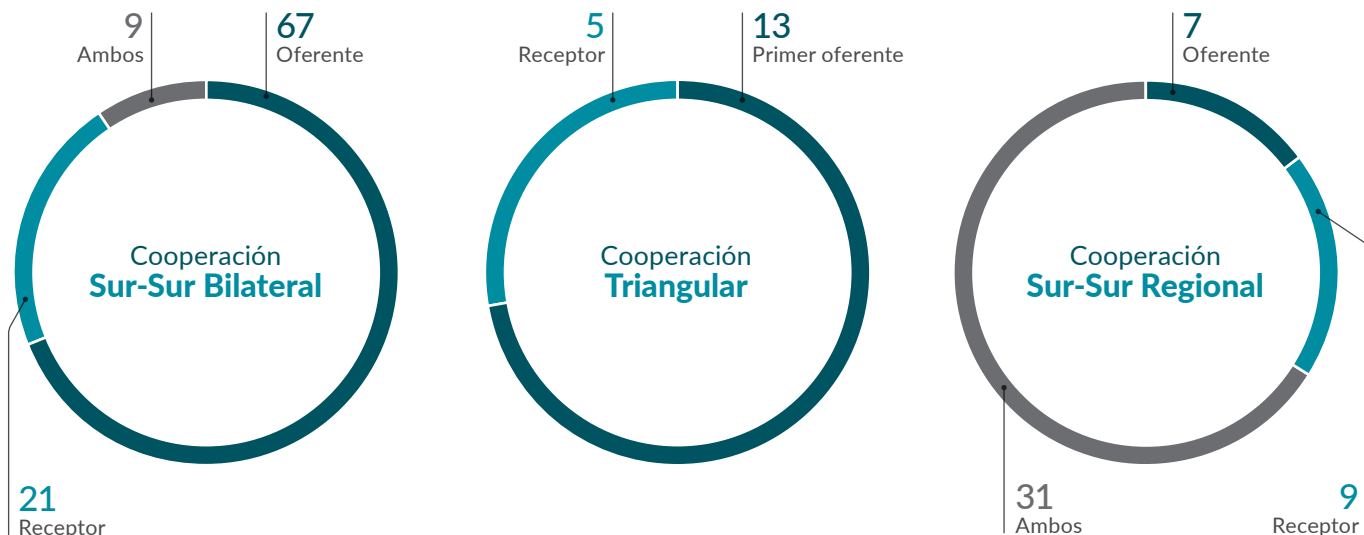 9
Ambos
67
Oferente
Cooperación
Sur-Sur Bilateral
21
Receptor
5
Receptor
13
Primer oferente
Cooperación
Triangular
7
Oferente
Cooperación
Sur-Sur Regional
31
Ambos
9
Receptor